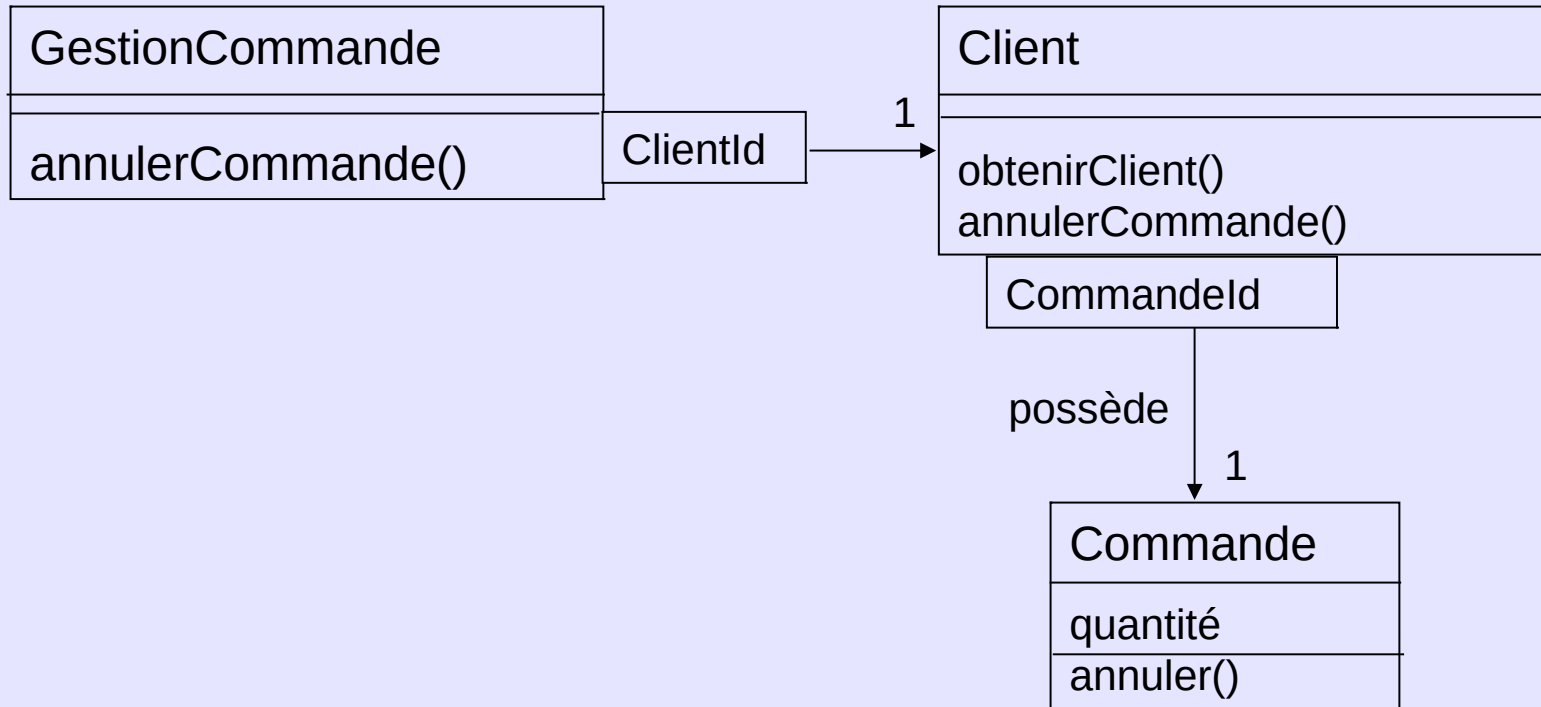 GestionCommande
annulerCommande()
ClientId
1
Client
obtenirClient()
annulerCommande()
CommandeId
possède
1
Commande
quantité
annuler()